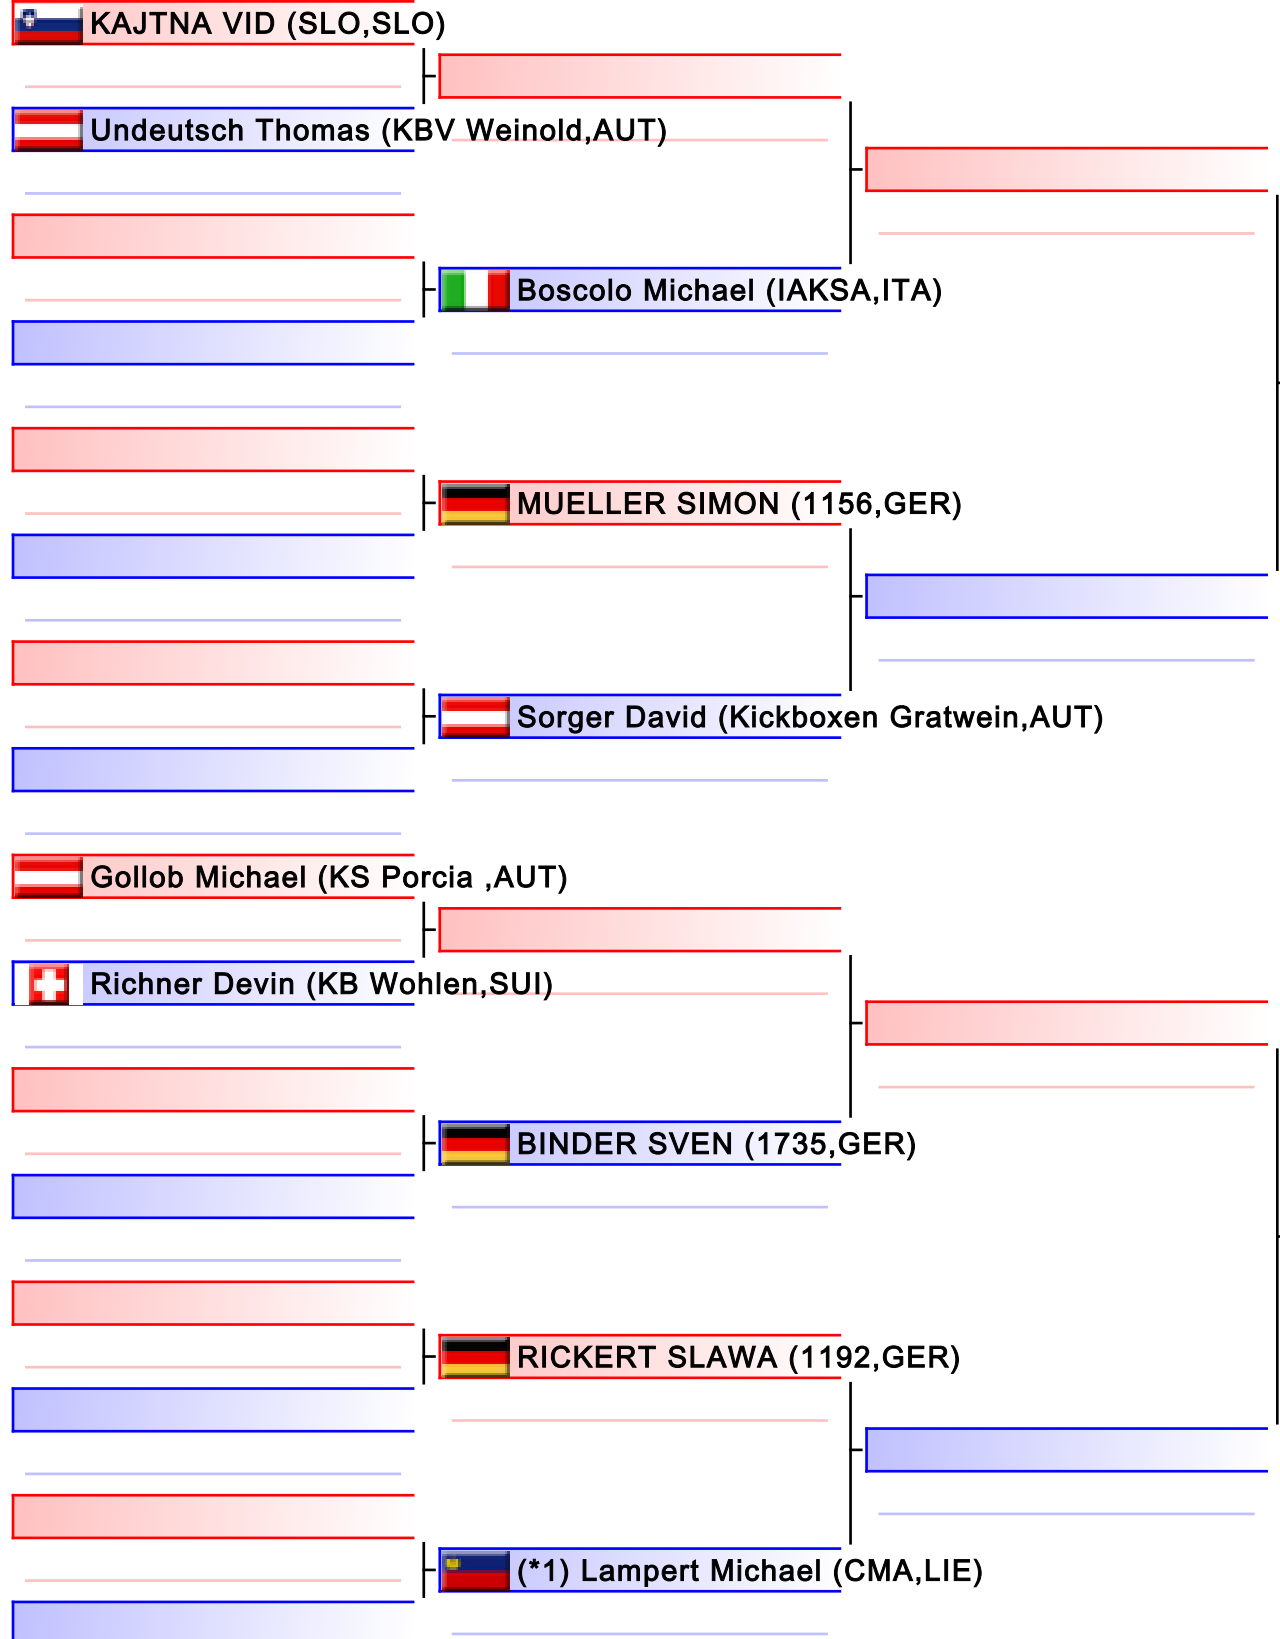 KAJTNA VID (SLO,SLO)
Undeutsch Thomas (KBV Weinold,AUT)
Boscolo Michael (IAKSA,ITA)
MUELLER SIMON (1156,GER)
Sorger David (Kickboxen Gratwein,AUT)
Gollob Michael (KS Porcia ,AUT)
Richner Devin (KB Wohlen,SUI)
BINDER SVEN (1735,GER)
RICKERT SLAWA (1192,GER)
(*1) Lampert Michael (CMA,LIE)